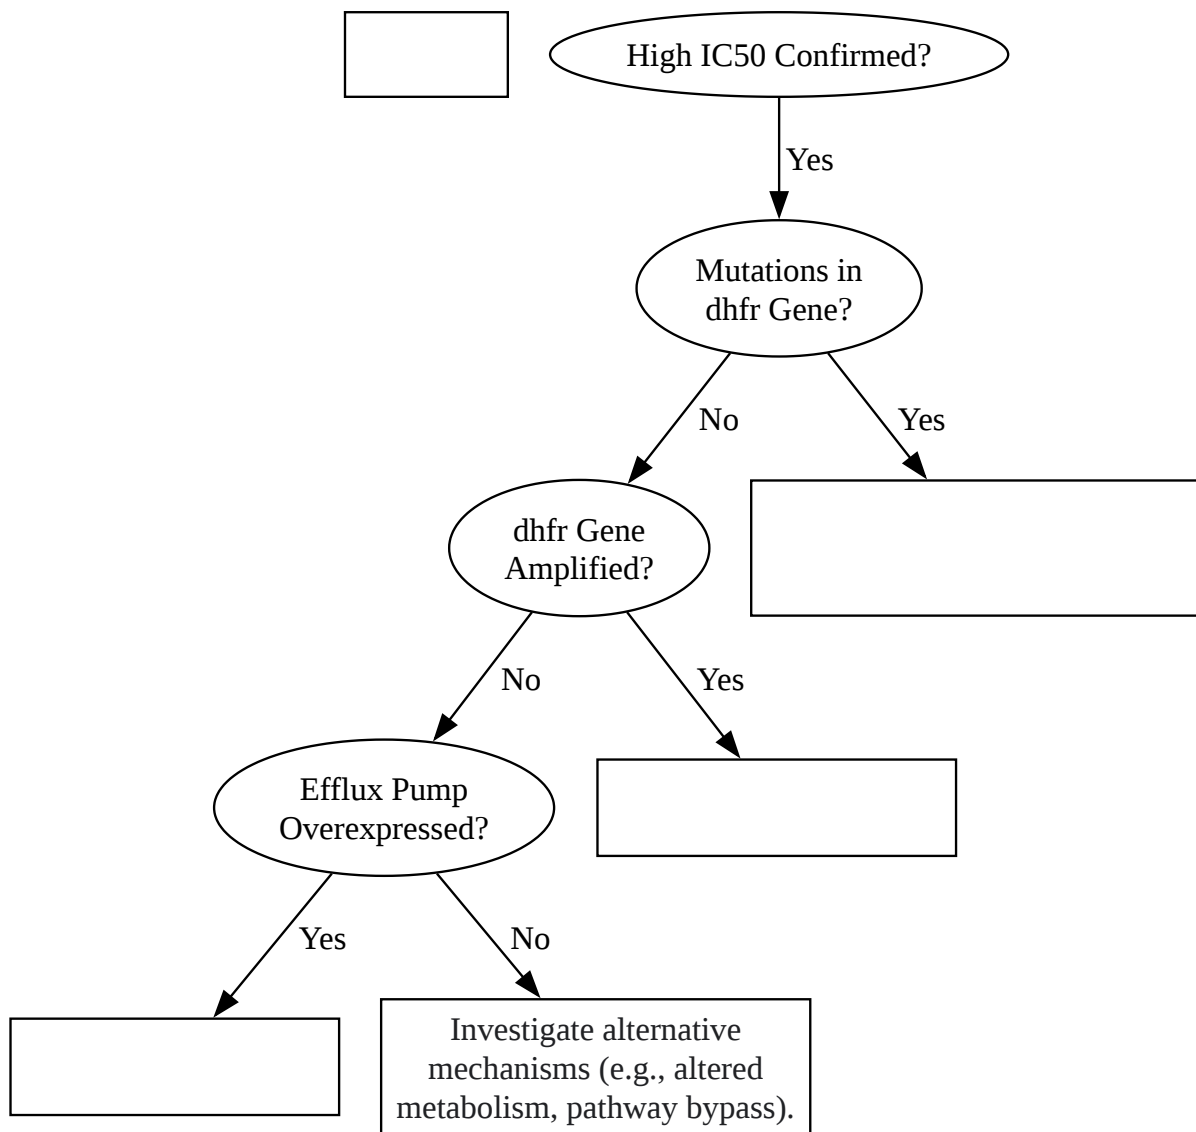 High IC50 Confirmed?
Yes
Mutations in
dhfr Gene?
No
Yes
dhfr Gene
Amplified?
No
Yes
Efflux Pump
Overexpressed?
Yes
No
Investigate alternative
mechanisms (e.g., altered
metabolism, pathway bypass).